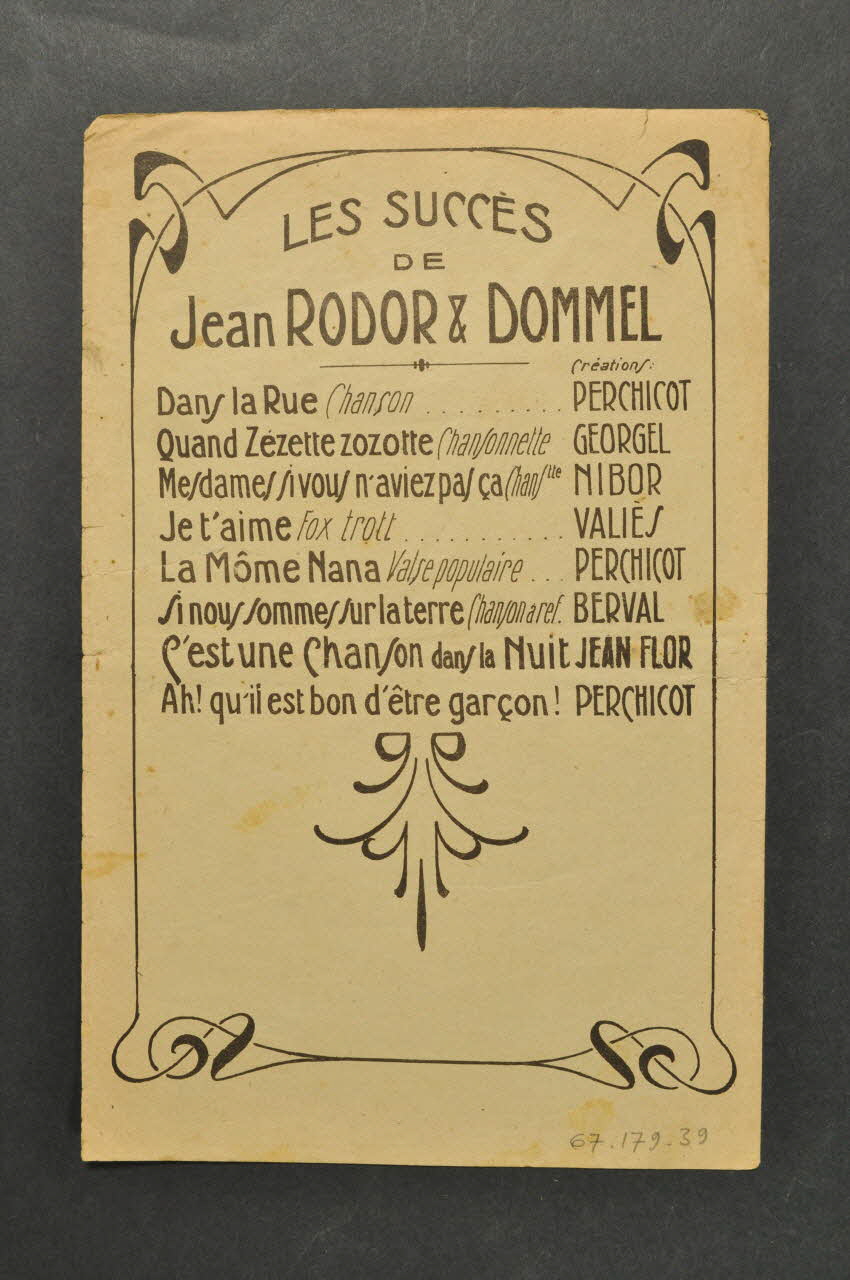 LES SUCCÈS
DE
Jean RODOR & DOMMEL
Créations:
Dans la Rue Chanson .......... PERCHICOT
Quand Zézette zozotte Chansonnette GEORGEL
Mesdames si vous n'aviez pas ça Chans tte NIBOR
Je t'aime Fox trott ............ VALIÈS
La Môme Nana Valse populaire ... PERCHICOT
Si nous sommes sur la terre Chanson a ref. BERVAL
C'est une Chanson dans la Nuit JEAN FLOR
Ah! qu'il est bon d'être garçon! PERCHICOT
67.179.39